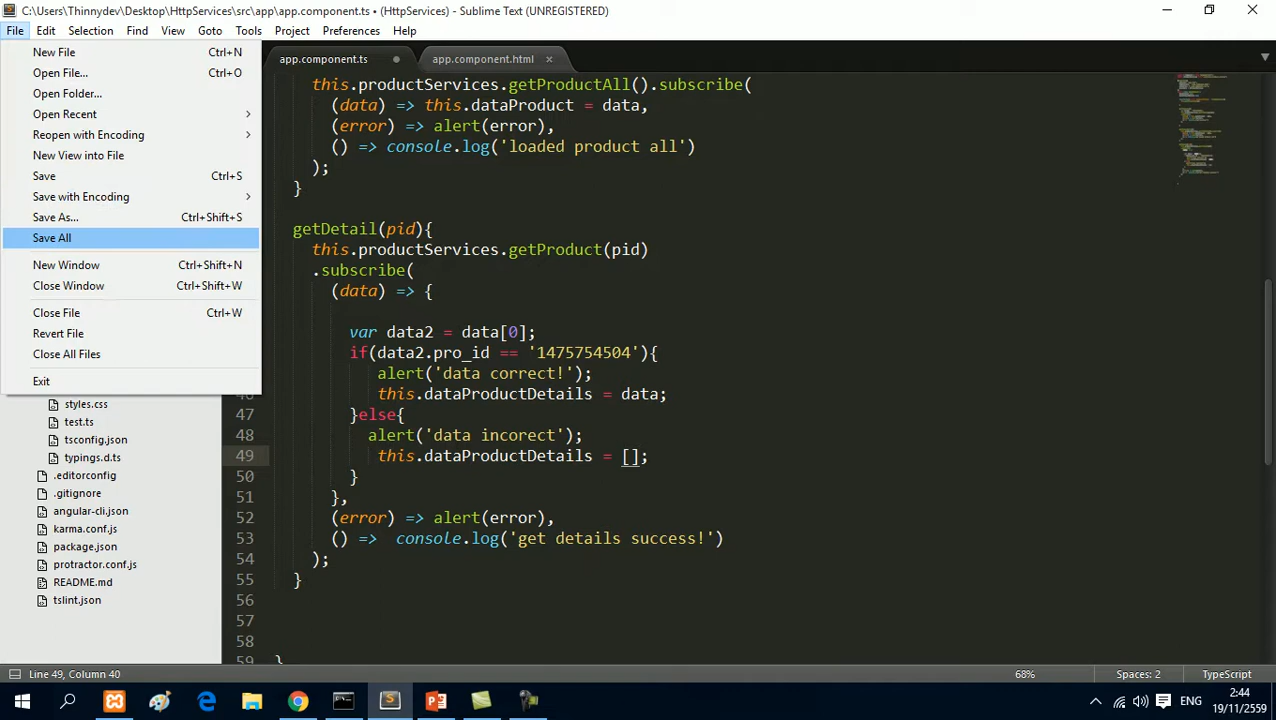 C:\Users\Thinnydev\Desktop\HttpServices\src\app\app.component.ts • (HttpServices) - Sublime Text (UNREGISTERED)
File Edit Selection Find View Goto Tools Project Preferences Help
New File Ctrl+N
Open File... Ctrl+O
Open Folder...
Open Recent
Reopen with Encoding
New View into File
Save Ctrl+S
Save with Encoding
Save As... Ctrl+Shift+S
Save All
New Window Ctrl+Shift+N
Close Window Ctrl+Shift+W
Close File Ctrl+W
Revert File
Close All Files
Exit
styles.css
test.ts
tsconfig.json
typings.d.ts
.editorconfig
.gitignore
angular-cli.json
karma.conf.js
package.json
protractor.conf.js
README.md
tslint.json
app.component.ts app.component.html
this.productServices.getProductAll().subscribe(
(data) => this.dataProduct = data,
(error) => alert(error),
() => console.log('loaded product all')
);
}
getDetail(pid){
this.productServices.getProduct(pid)
.subscribe(
(data) => {
var data2 = data[0];
if(data2.pro_id == '1475754504'){
alert('data correct!');
this.dataProductDetails = data;
47 }else{
48 alert('data incorect');
49 this.dataProductDetails = [];
50 }
51 },
52 (error) => alert(error),
53 () => console.log('get details success!')
54 );
55 }
56
57
58
59 }
Line 49, Column 40 68% Spaces: 2 TypeScript
ENG
2:44
19/11/2559